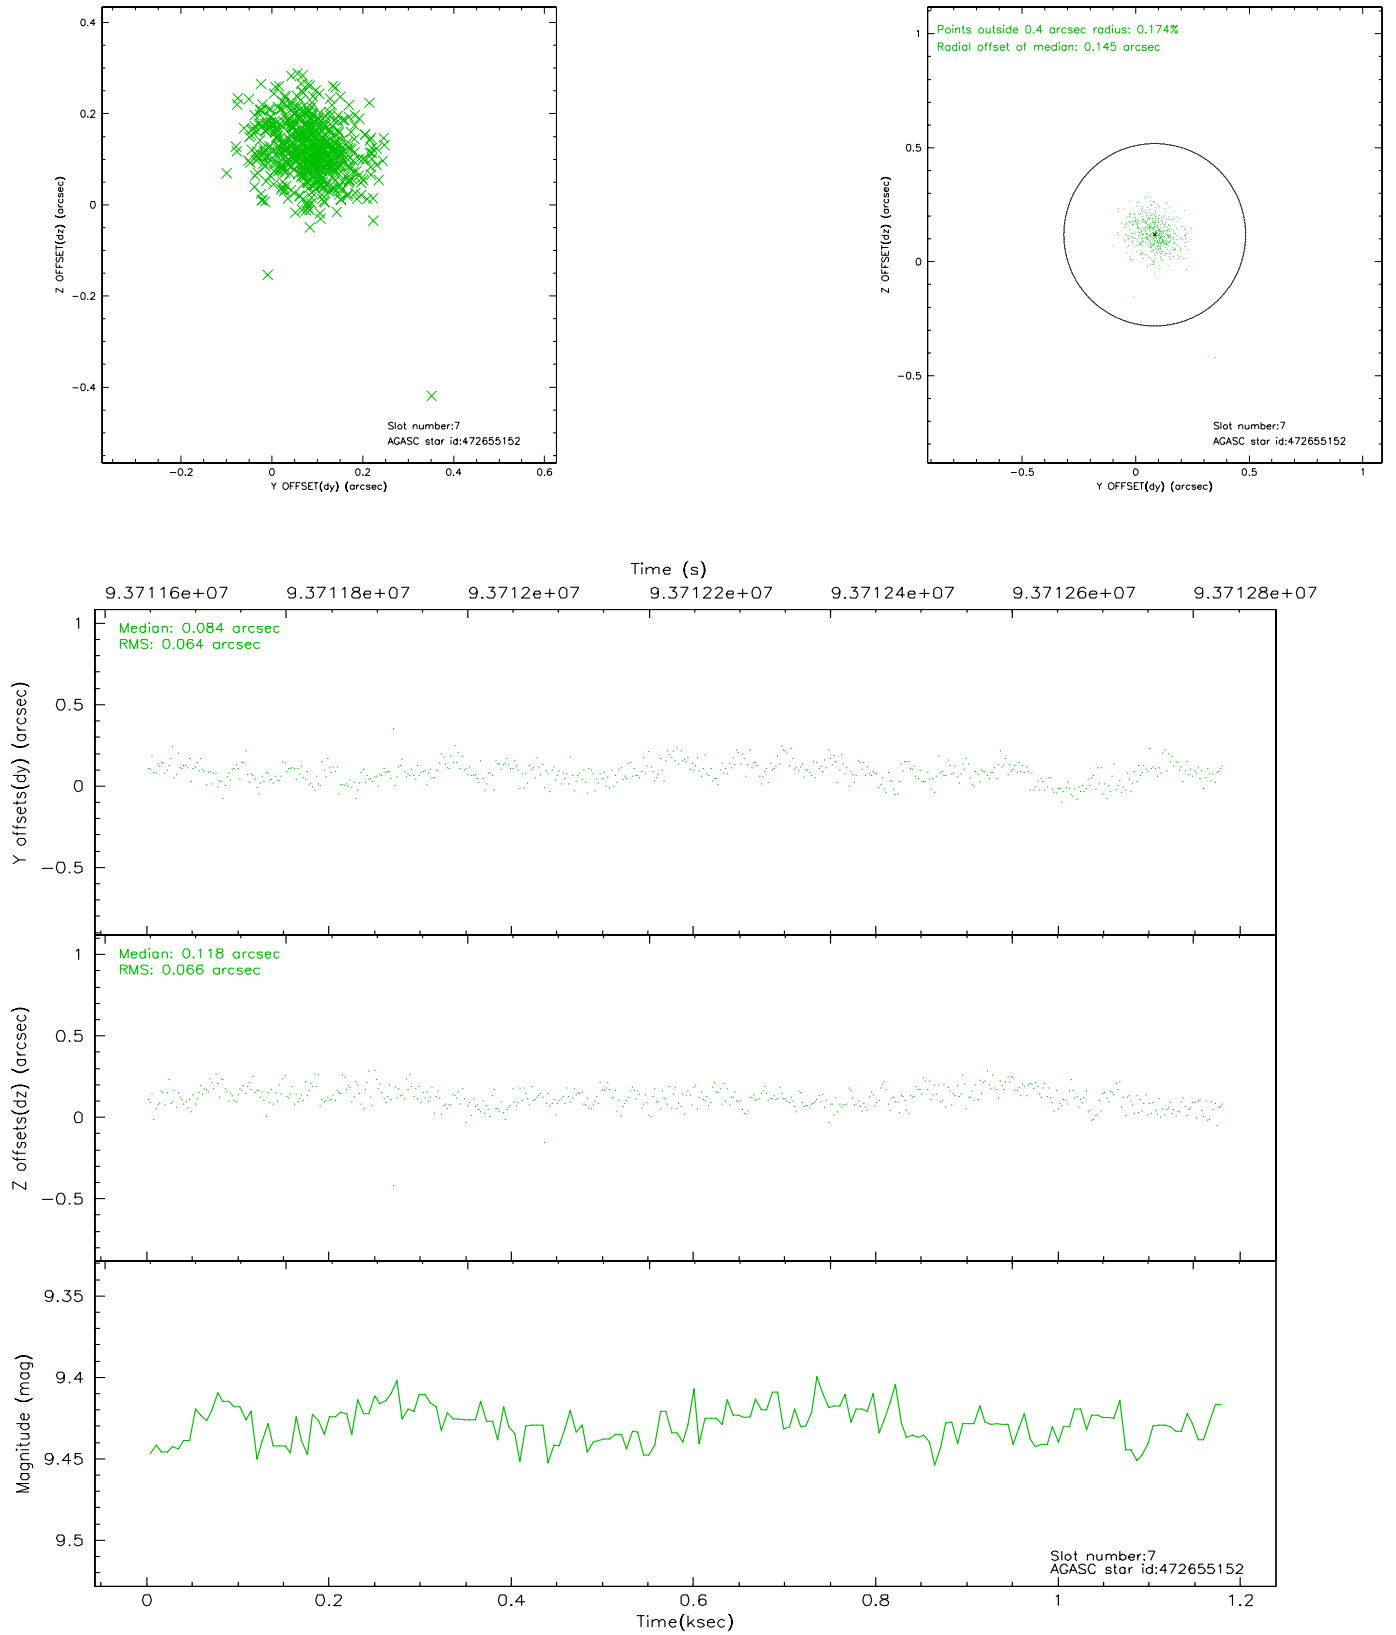 0.4
0.2
0
−0.2
−0.4
Z OFFSET(dz) (arcsec)
Slot number:7
AGASC star id:472655152
−0.2 0 0.2 0.4 0.6
Y OFFSET(dy) (arcsec)
Points outside 0.4 arcsec radius: 0.174%
Radial offset of median: 0.145 arcsec
1
0.5
0
−0.5
Z OFFSET(dz) (arcsec)
Slot number:7
AGASC star id:472655152
−0.5 0 0.5 1
Y OFFSET(dy) (arcsec)
Time (s)
9.37116e+07 9.37118e+07 9.3712e+07 9.37122e+07 9.37124e+07 9.37126e+07 9.37128e+07
Median: 0.084 arcsec
RMS: 0.064 arcsec
1
0.5
0
−0.5
Y offsets(dy) (arcsec)
Median: 0.118 arcsec
RMS: 0.066 arcsec
1
0.5
0
−0.5
Z offsets(dz) (arcsec)
9.35
9.4
9.45
9.5
Magnitude (mag)
Slot number:7
AGASC star id:472655152
0 0.2 0.4 0.6 0.8 1 1.2
Time(ksec)